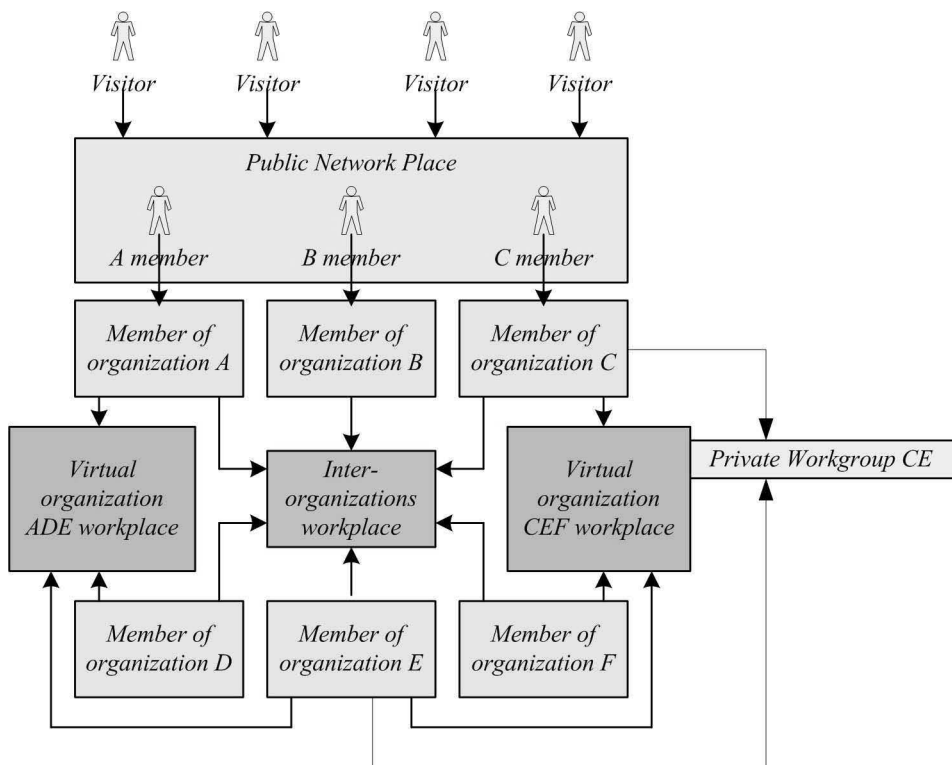 Visitor
Visitor
Visitor
Visitor
Public Network Place
A member
B member
C member
Member of
organization A
Member of
organization B
Member of
organization C
Virtual
organization
ADE workplace
Inter-
organizations
workplace
Virtual
organization
CEF workplace
Private Workgroup CE
Member of
organization D
Member of
organization E
Member of
organization F